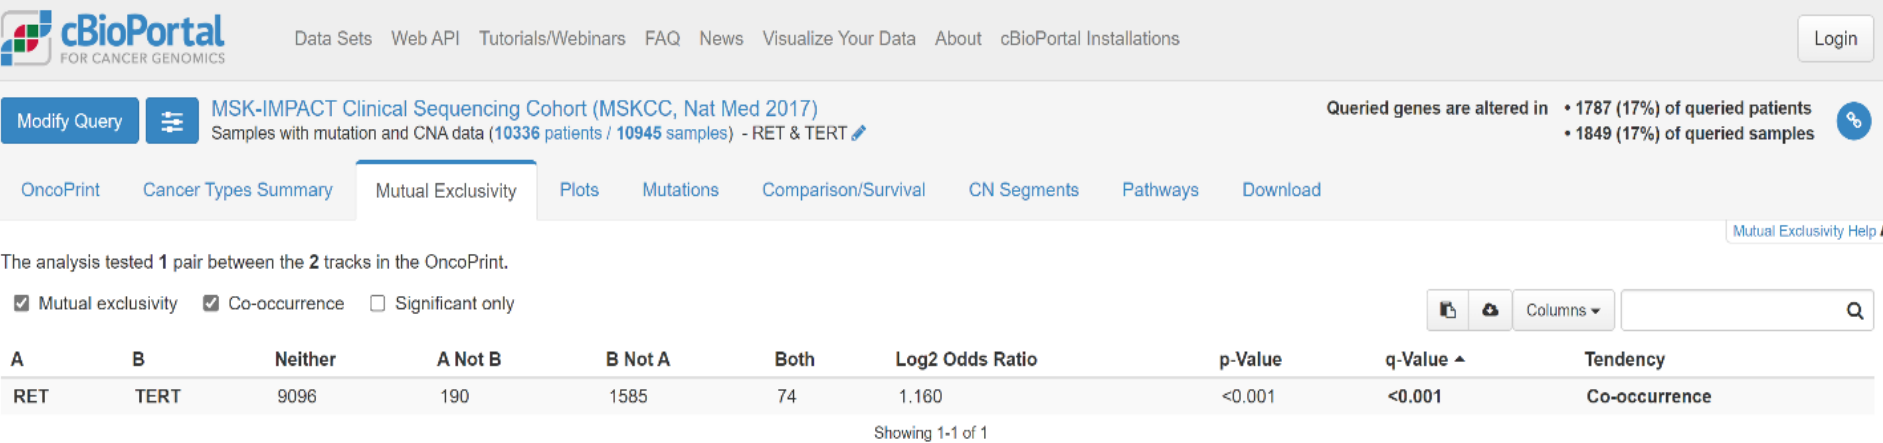 cBioPortal
FOR CANCER GENOMICS
Data Sets Web API Tutorials/Webinars FAQ News Visualize Your Data About cBioPortal Installations Login
Modify Query
MSK-IMPACT Clinical Sequencing Cohort (MSKCC, Nat Med 2017)
Samples with mutation and CNA data (10336 patients / 10945 samples) - RET & TERT
Queried genes are altered in • 1787 (17%) of queried patients
• 1849 (17%) of queried samples
OncoPrint Cancer Types Summary Mutual Exclusivity Plots Mutations Comparison/Survival CN Segments Pathways Download
Mutual Exclusivity Help
The analysis tested 1 pair between the 2 tracks in the OncoPrint.
Mutual exclusivity Co-occurrence Significant only
Columns
A B Neither A Not B B Not A Both Log2 Odds Ratio p-Value q-Value Tendency
RET TERT 9096 190 1585 74 1.160 <0.001 <0.001 Co-occurrence
Showing 1-1 of 1